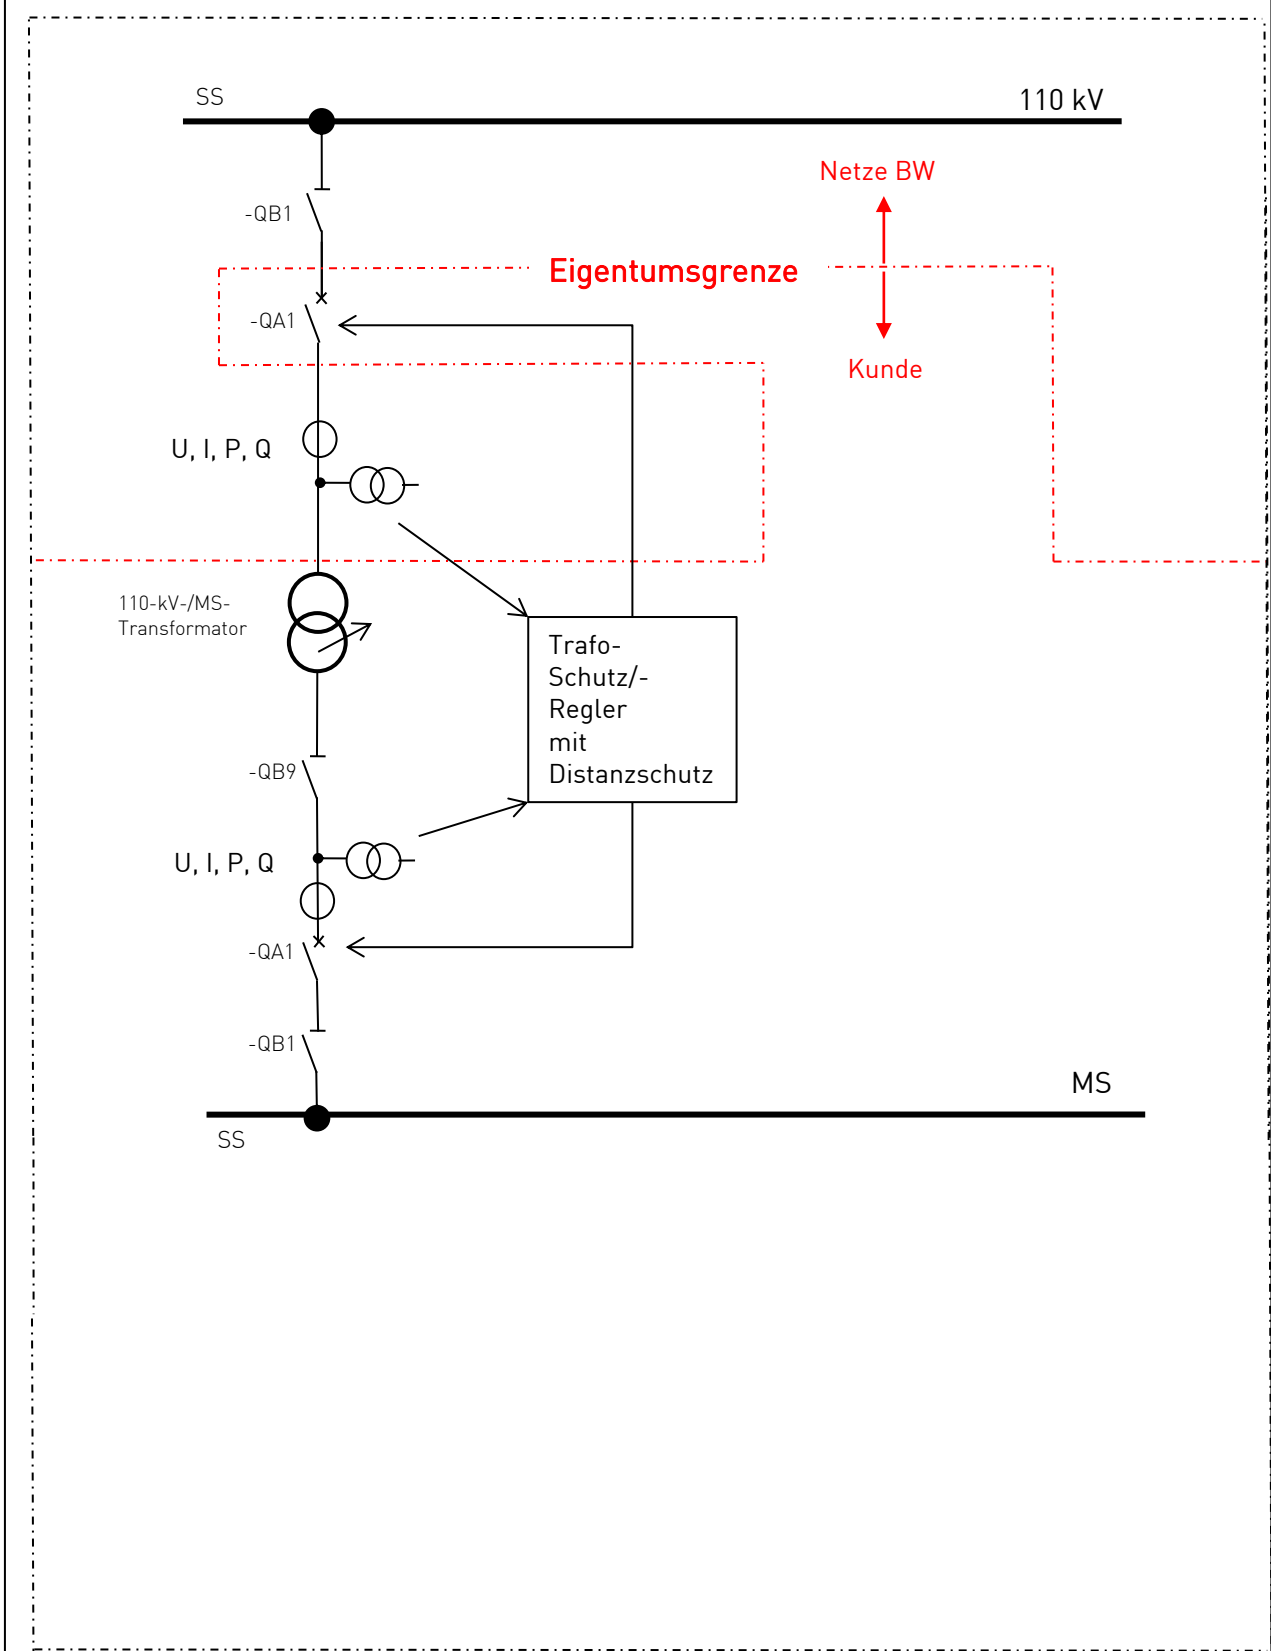 SS
110 kV
Netze BW
-QB1
Eigentumsgrenze
-QA1
Kunde
U, I, P, Q
110-kV-/MS-
Transformator
Trafo-
Schutz/-
Regler
mit
Distanzschutz
-QB9
U, I, P, Q
-QA1
-QB1
MS
SS